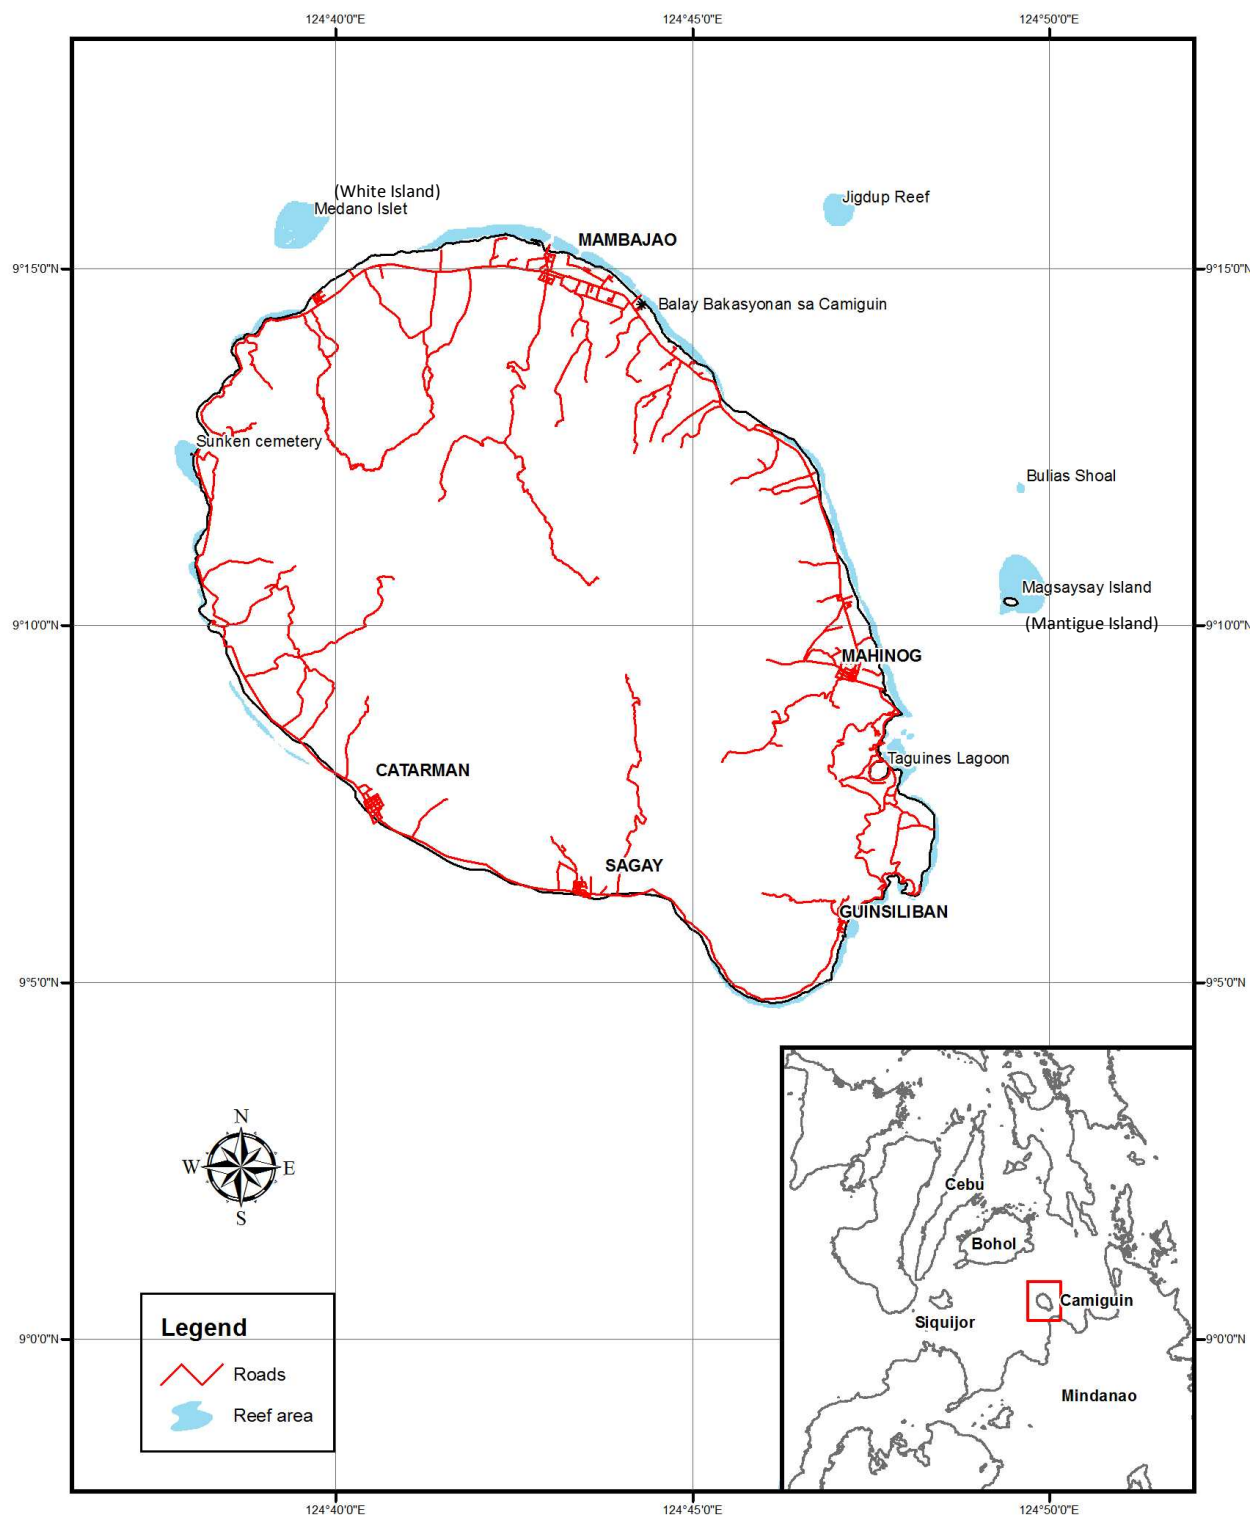 124°40'0"E
124°45'0"E
124°50'0"E
(White Island)
Medano Islet
Jigdup Reef
MAMBAJAO
9°15'0"N
9°15'0"N
Balay Bakasyonan sa Camiguin
Sunken cemetery
Bulias Shoal
Magsaysay Island
(Mantigue Island)
9°10'0"N
9°10'0"N
MAHINOG
Taguines Lagoon
CATARMAN
SAGAY
GUINSILIBAN
9°5'0"N
9°5'0"N
N
W
E
S
Cebu
Bohol
Camiguin
Siquijor
Mindanao
Legend
Roads
Reef area
9°0'0"N
9°0'0"N
124°40'0"E
124°45'0"E
124°50'0"E